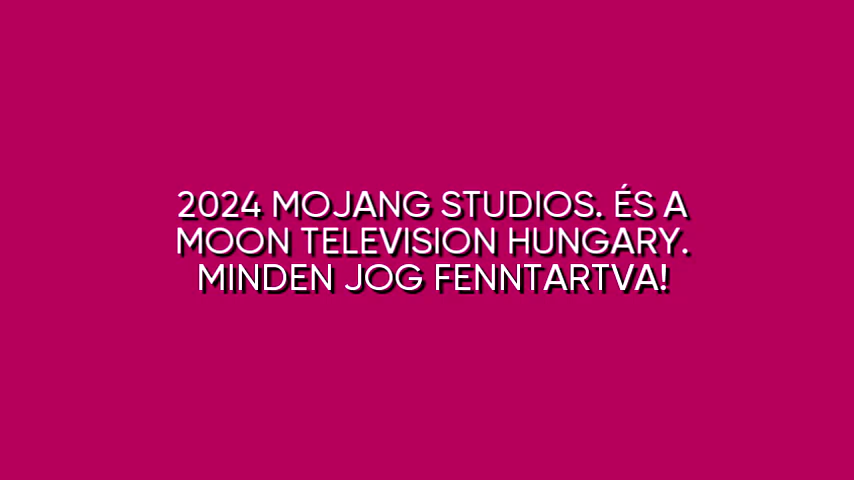 2024 MOJANG STUDIOS. ÉS A
MOON TELEVISION HUNGARY.
MINDEN JOG FENNTARTVA!